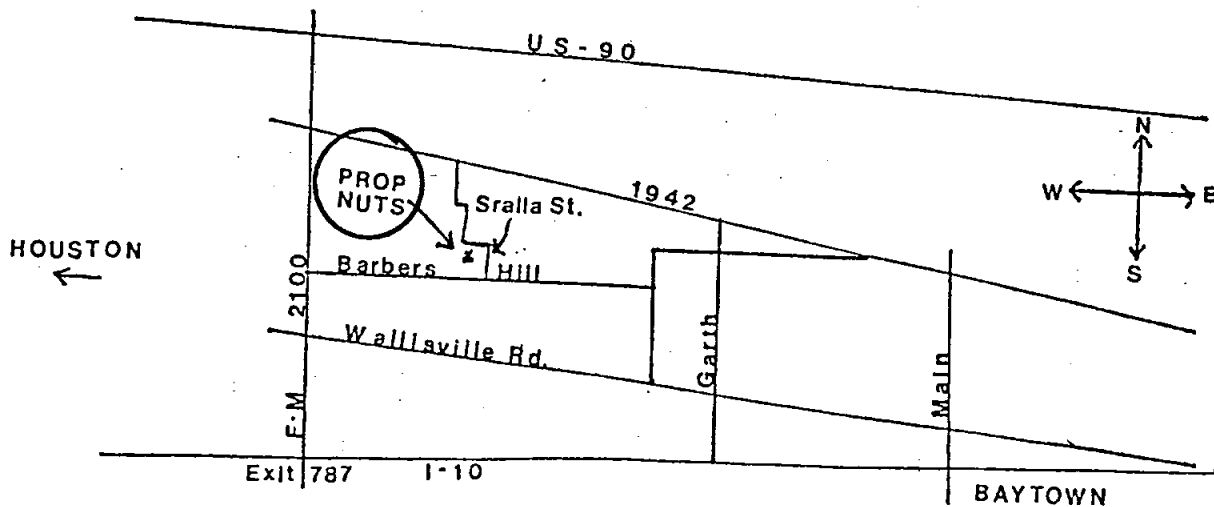 US-90
N
W E
S
PROP
NUTS
1942
Sralla St.
HOUSTON
Barbers Hill
2100
Wallisville Rd.
Garth
Main
F.M
Exit 787
I-10
BAYTOWN